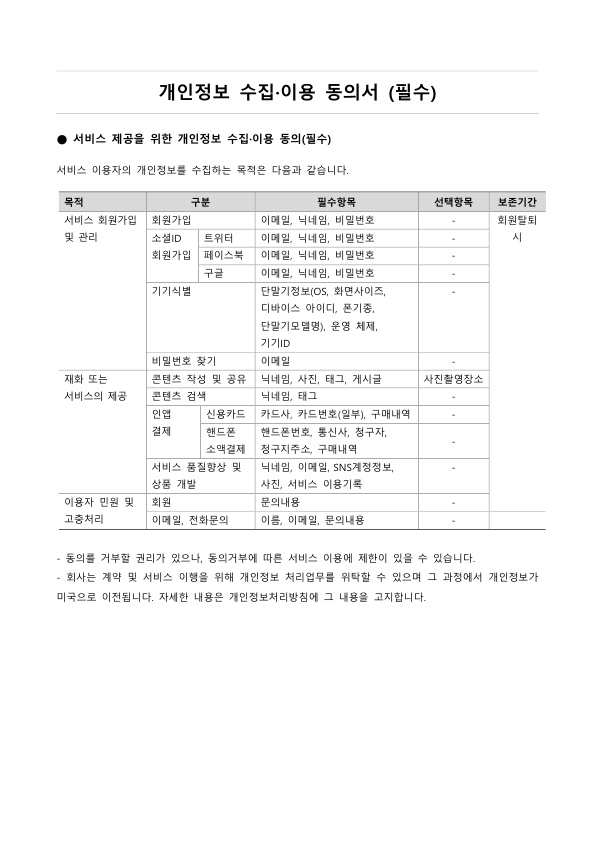 개인정보 수집·이용 동의서 (필수)
● 서비스 제공을 위한 개인정보 수집·이용 동의(필수)
서비스 이용자의 개인정보를 수집하는 목적은 다음과 같습니다.
목적 구분 필수항목 선택항목 보존기간
서비스 회원가입 회원가입 이메일, 닉네임, 비밀번호 - 회원탈퇴
및 관리 소셜ID 트위터 이메일, 닉네임, 비밀번호 - 시
회원가입 페이스북 이메일, 닉네임, 비밀번호 -
구글 이메일, 닉네임, 비밀번호 -
기기식별 단말기정보(OS, 화면사이즈, -
디바이스 아이디, 폰기종,
단말기모델명), 운영 체제,
기기ID
비밀번호 찾기 이메일 -
재화 또는 콘텐츠 작성 및 공유 닉네임, 사진, 태그, 게시글 사진촬영장소
서비스의 제공 콘텐츠 검색 닉네임, 태그 -
인앱 신용카드 카드사, 카드번호(일부), 구매내역 -
결제 핸드폰 핸드폰번호, 통신사, 청구자, -
소액결제 청구지주소, 구매내역
서비스 품질향상 및 닉네임, 이메일, SNS계정정보, -
상품 개발 사진, 서비스 이용기록
이용자 민원 및 회원 문의내용 -
고충처리 이메일, 전화문의 이름, 이메일, 문의내용 -
- 동의를 거부할 권리가 있으나, 동의거부에 따른 서비스 이용에 제한이 있을 수 있습니다.
- 회사는 계약 및 서비스 이행을 위해 개인정보 처리업무를 위탁할 수 있으며 그 과정에서 개인정보가
미국으로 이전됩니다. 자세한 내용은 개인정보처리방침에 그 내용을 고지합니다.